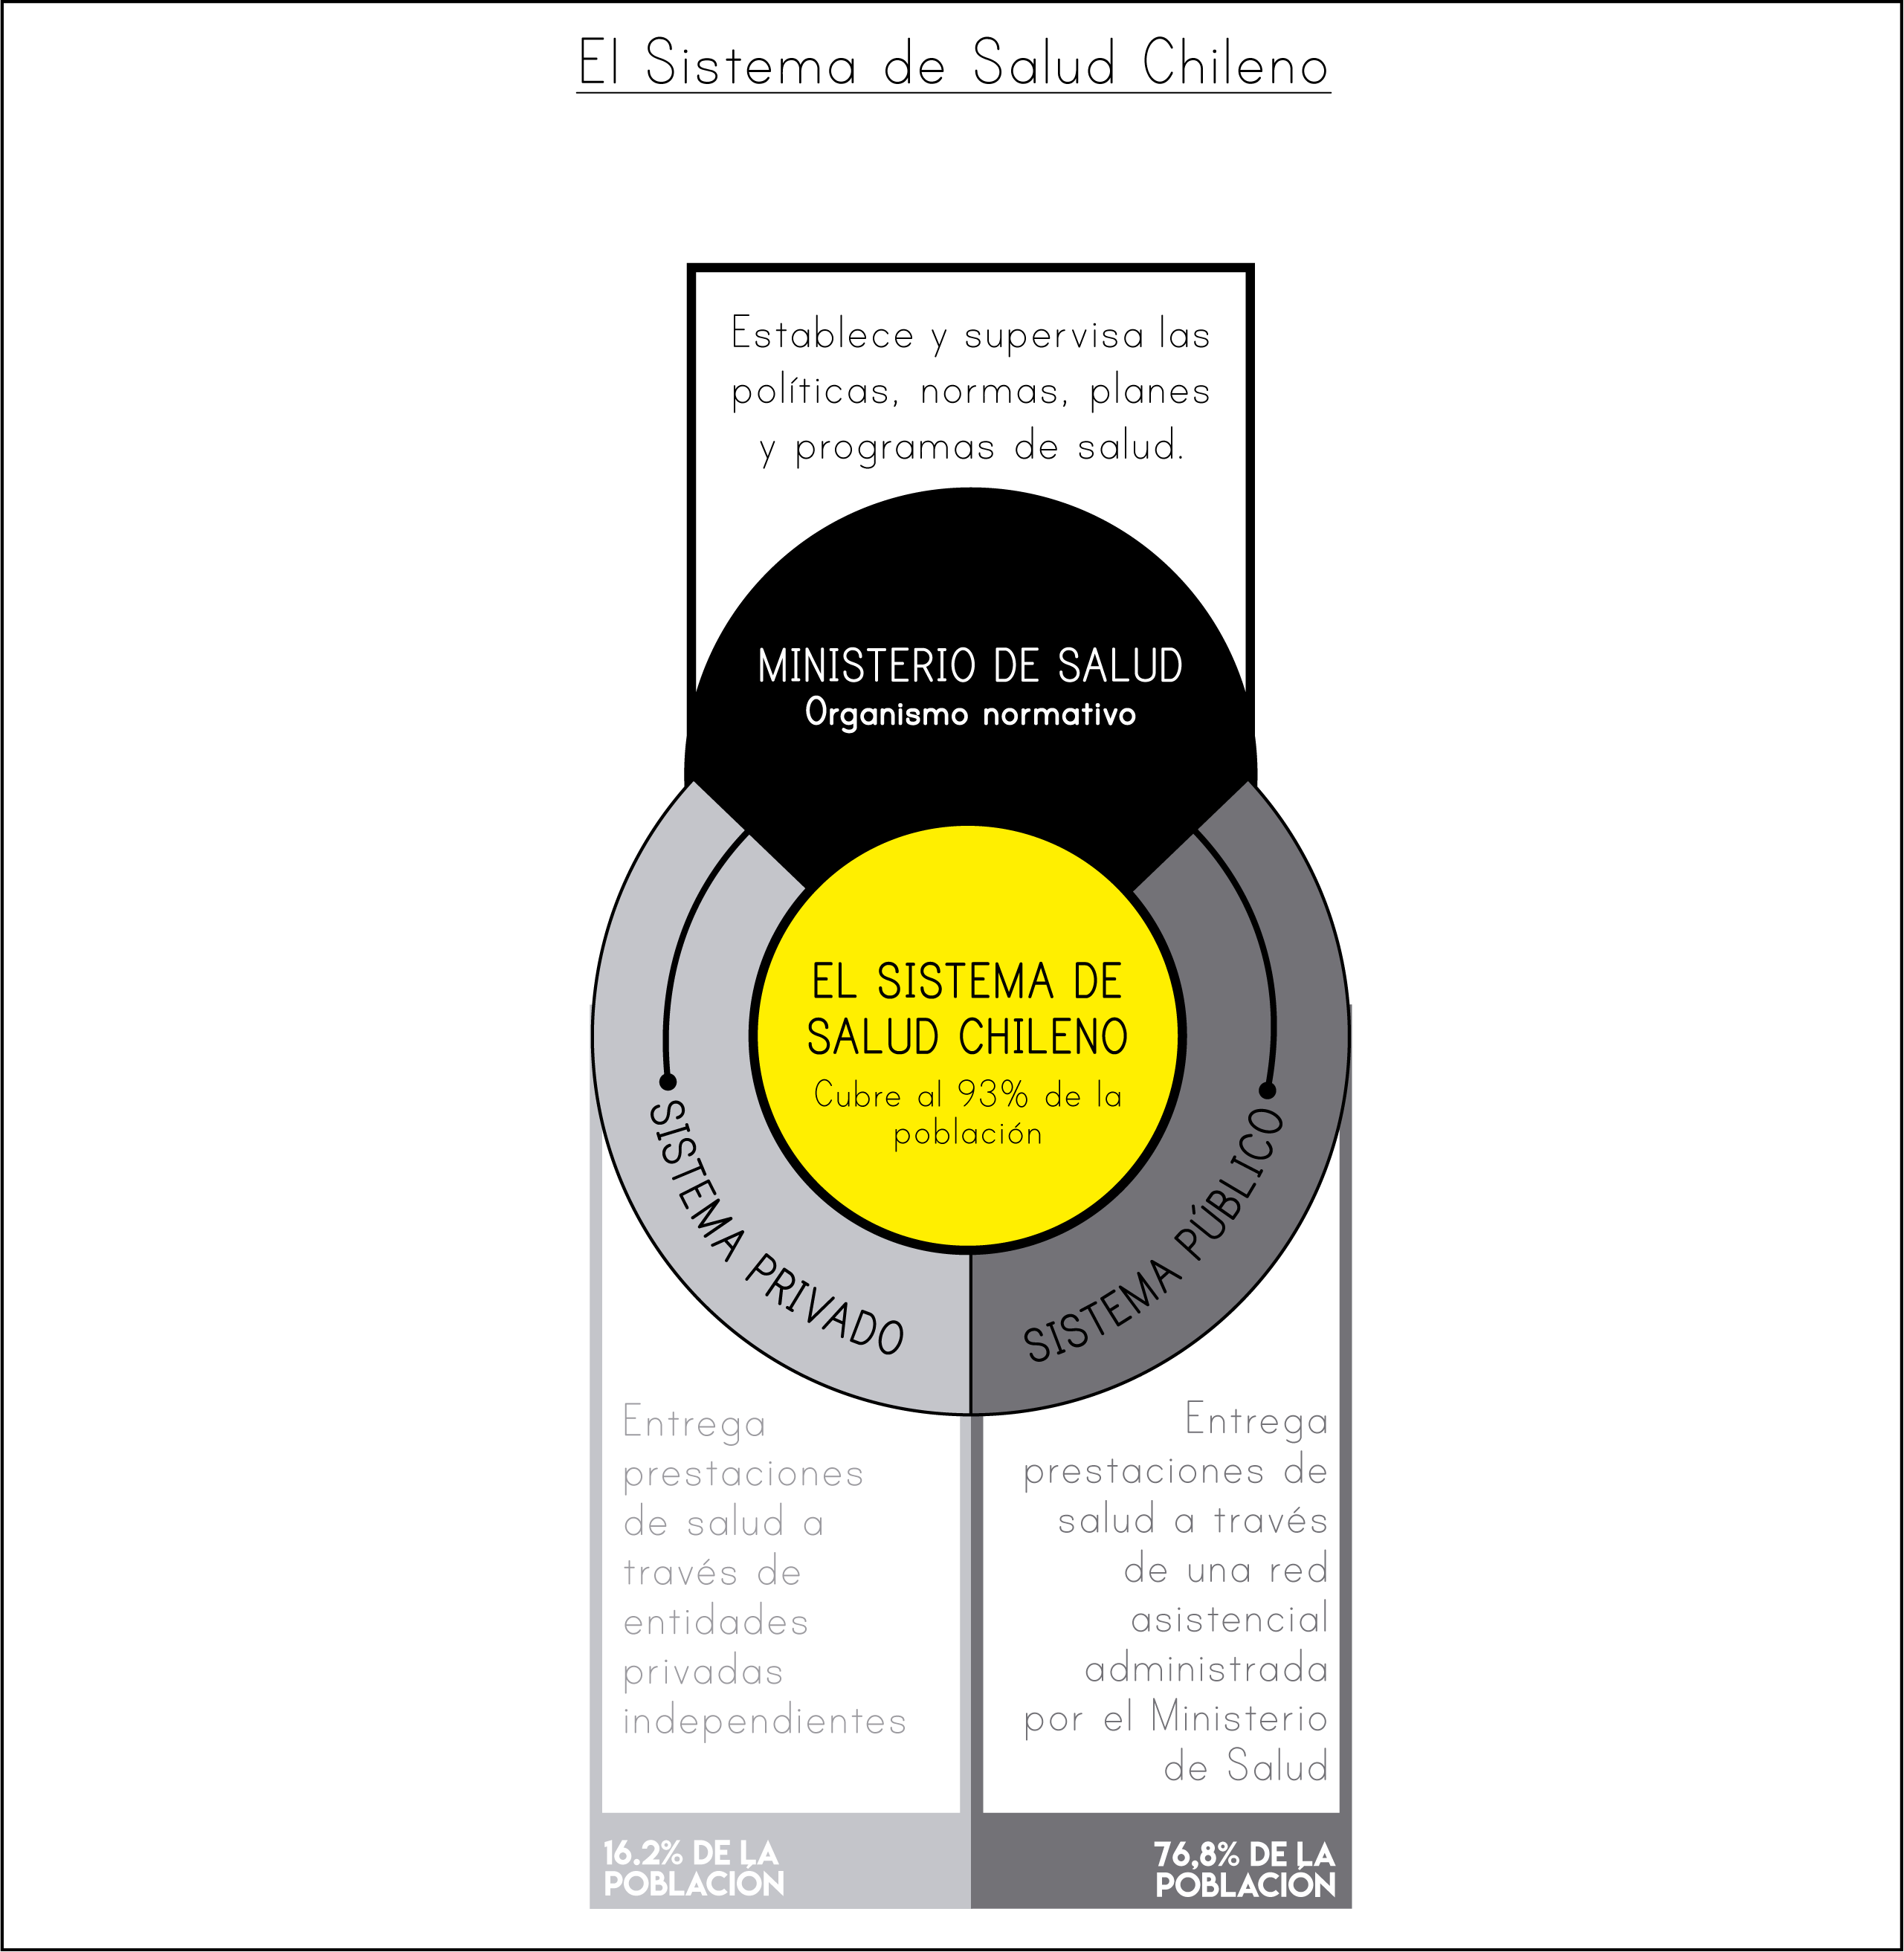 El Sistema de Salud Chileno
Establece y supervisa las
políticas, normas, planes
y programas de salud.
MINISTERIO DE SALUD
Organismo normativo
EL SISTEMA DE
SALUD CHILENO
Cubre al 93% de la
población
SISTEMA PRIVADO
SISTEMA PÚBLICO
Entrega
prestaciones
de salud a
través de
entidades
privadas
independientes
16.2% DE LA
POBLACIÓN
Entrega
prestaciones de
salud a través
de una red
asistencial
administrada
por el Ministerio
de Salud
76,8% DE LA
POBLACIÓN